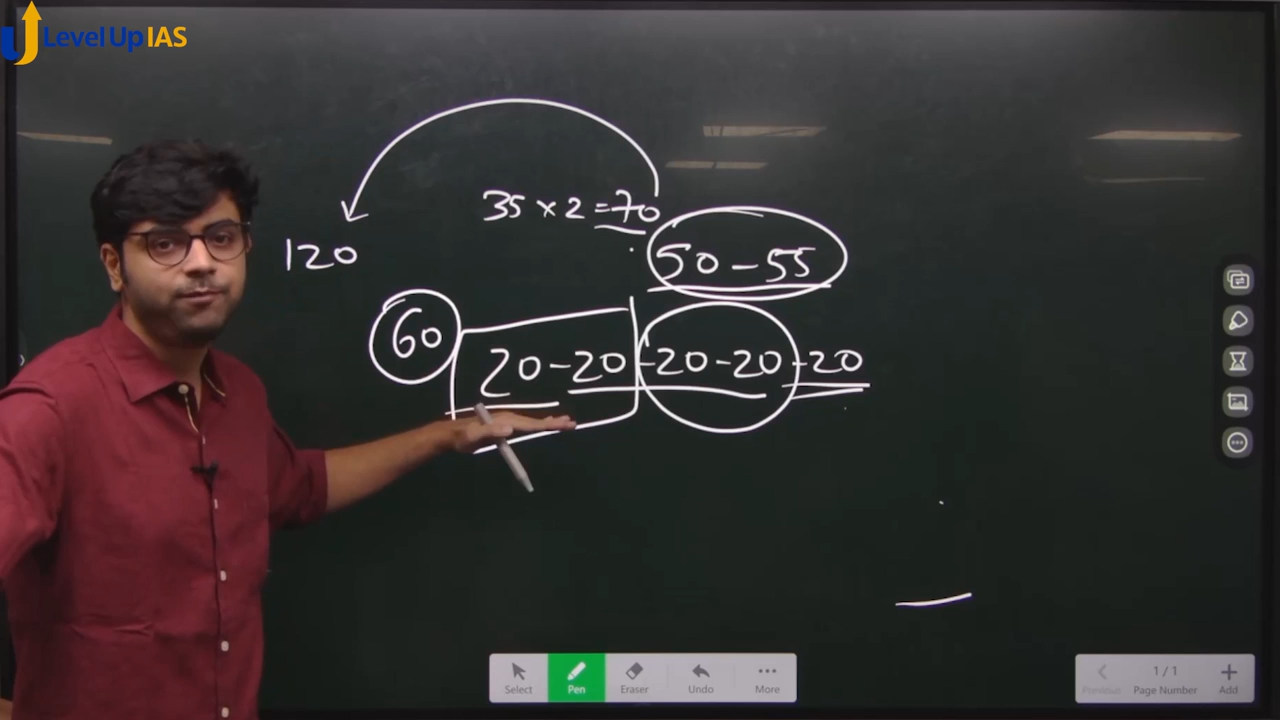 Level Up IAS
35 × 2 = 70
50 - 55
120
60
20 - 20 - 20 - 20 - 20
Select
Pen
Eraser
Undo
More
1/1
Previous
Page Number
Add